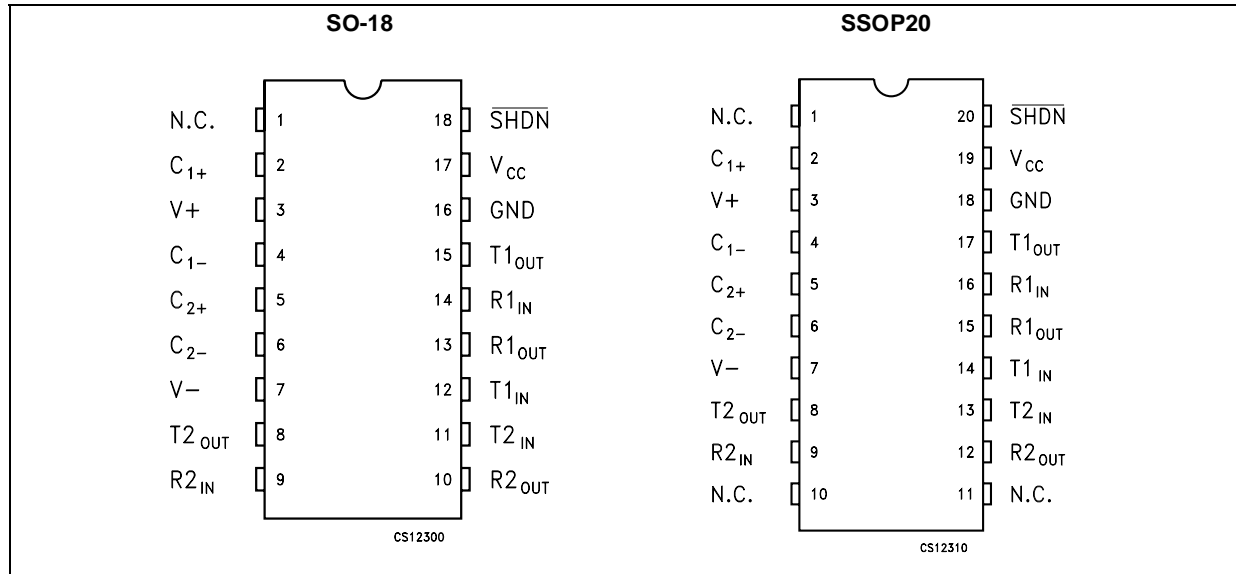 SO-18 SSOP20
N.C. 1 18 S̅H̅D̅N̅ N.C. 1 20 S̅H̅D̅N̅
C1+ 2 17 VCC C1+ 2 19 VCC
V+ 3 16 GND V+ 3 18 GND
C1− 4 15 T1OUT C1− 4 17 T1OUT
C2+ 5 14 R1IN C2+ 5 16 R1IN
C2− 6 13 R1OUT C2− 6 15 R1OUT
V− 7 12 T1IN V− 7 14 T1IN
T2OUT 8 11 T2IN T2OUT 8 13 T2IN
R2IN 9 10 R2OUT R2IN 9 12 R2OUT
N.C. 10 11 N.C.
CS12300 CS12310